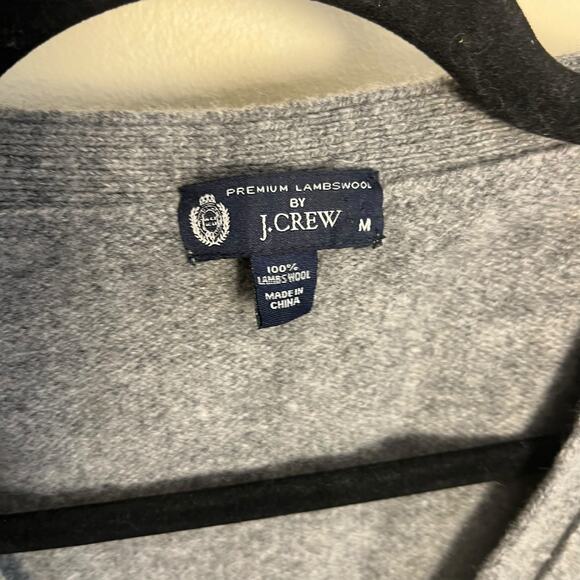 PREMIUM LAMBSWOOL
BY
J.CREW M
100%
LAMBSWOOL
MADE IN
CHINA